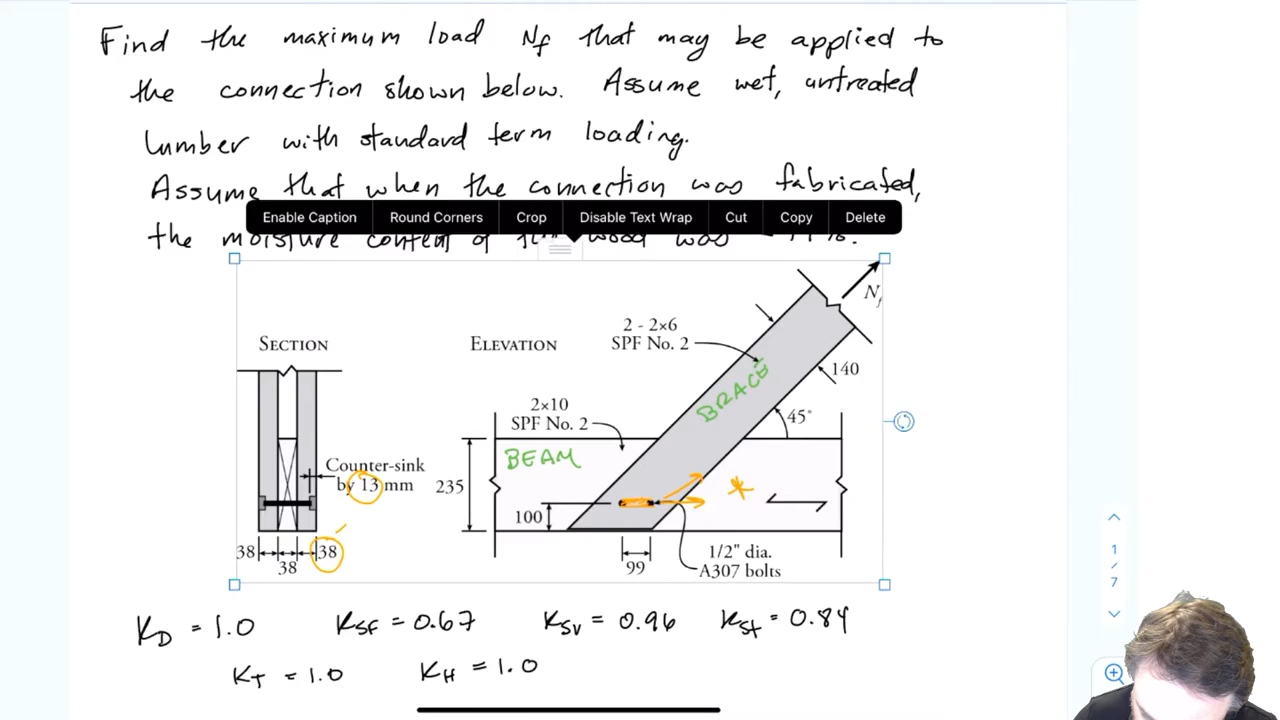 Find the maximum load Nf that may be applied to
the connection shown below. Assume wet, untreated
lumber with standard term loading.
Assume that when the connection was fabricated,
Enable Caption Round Corners Crop Disable Text Wrap Cut Copy Delete
the moisture content of the wood was
Nf
SECTION
ELEVATION
2 - 2×6
SPF No. 2
140
BRACE
45°
2×10
SPF No. 2
BEAM
Counter-sink
by 13 mm
235
100
38
38
38
99
1/2" dia.
A307 bolts
1
/
7
KD = 1.0 KSF = 0.67 KSV = 0.96 KSt = 0.84
KT = 1.0 KH = 1.0